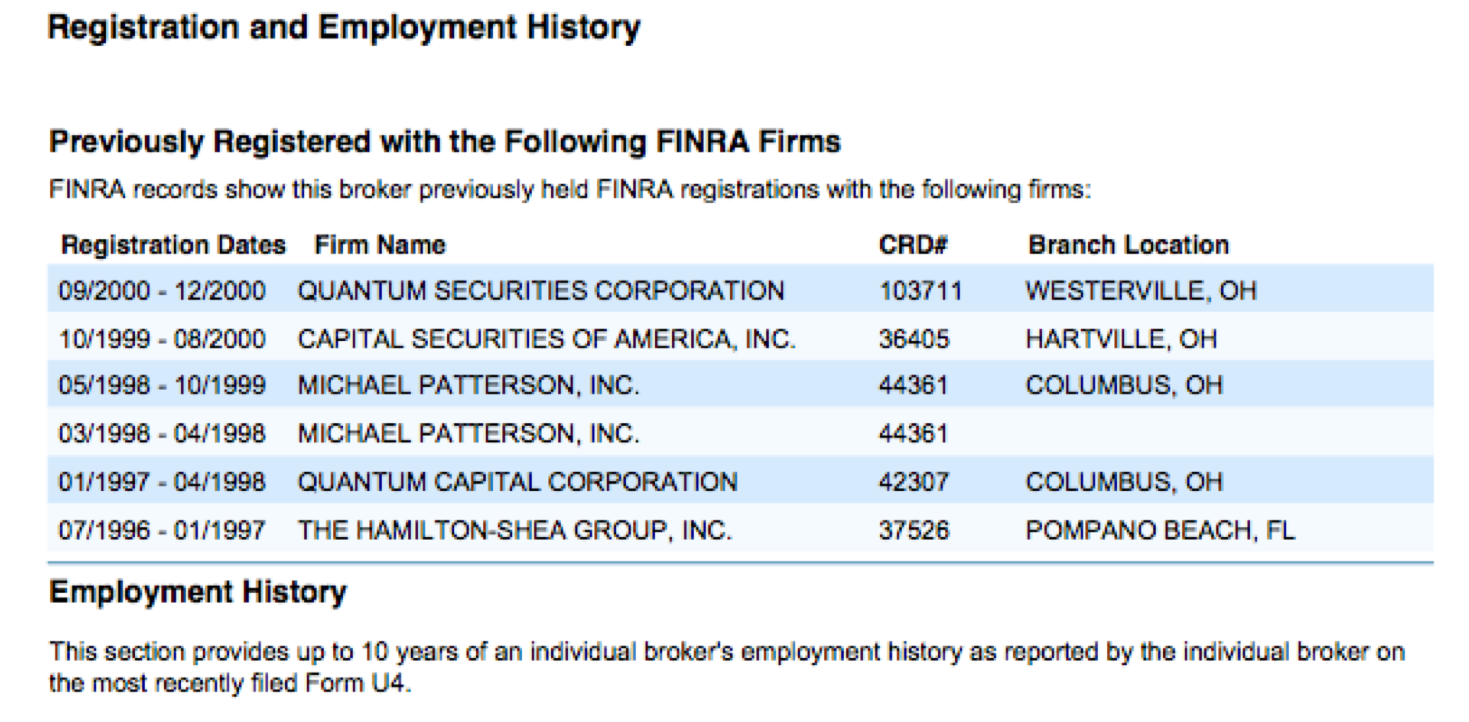 Registration and Employment History
Previously Registered with the Following FINRA Firms
FINRA records show this broker previously held FINRA registrations with the following firms:
Registration Dates Firm Name CRD# Branch Location
09/2000 - 12/2000 QUANTUM SECURITIES CORPORATION 103711 WESTERVILLE, OH
10/1999 - 08/2000 CAPITAL SECURITIES OF AMERICA, INC. 36405 HARTVILLE, OH
05/1998 - 10/1999 MICHAEL PATTERSON, INC. 44361 COLUMBUS, OH
03/1998 - 04/1998 MICHAEL PATTERSON, INC. 44361
01/1997 - 04/1998 QUANTUM CAPITAL CORPORATION 42307 COLUMBUS, OH
07/1996 - 01/1997 THE HAMILTON-SHEA GROUP, INC. 37526 POMPANO BEACH, FL
Employment History
This section provides up to 10 years of an individual broker's employment history as reported by the individual broker on
the most recently filed Form U4.